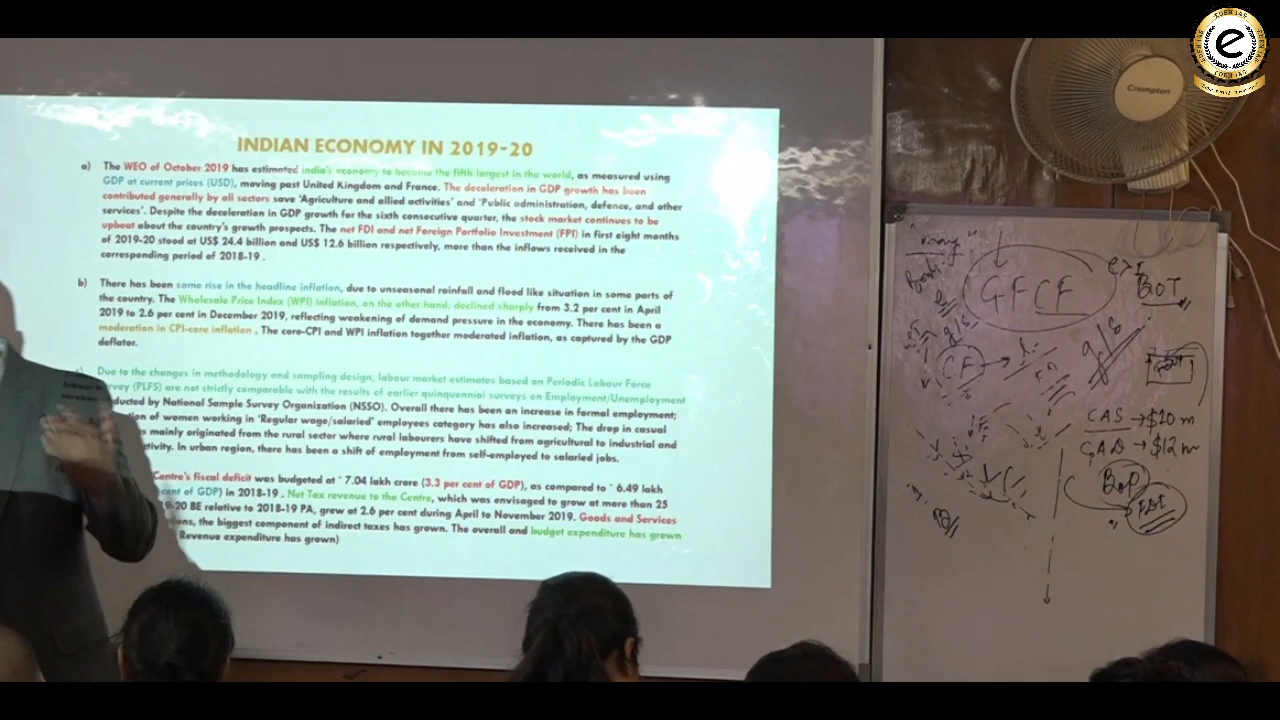 INDIAN ECONOMY IN 2019-20
a) The WEO of October 2019 has estimated india's economy to become the fifth largest in the world, as measured using
GDP at current prices (USD), moving past United Kingdom and France. The deceleration in GDP growth has been
contributed generally by all sectors save 'Agriculture and allied activities' and 'Public administration, defence, and other
services'. Despite the deceleration in GDP growth for the sixth consecutive quarter, the stock market continues to be
upbeat about the country's growth prospects. The net FDI and net Foreign Portfolio Investment (FPI) in first eight months
of 2019-20 stood at US$ 24.4 billion and US$ 12.6 billion respectively, more than the inflows received in the
corresponding period of 2018-19 .
b) There has been some rise in the headline inflation, due to unseasonal rainfall and flood like situation in some parts of
the country. The Wholesale Price Index (WPI) inflation, on the other hand, declined sharply from 3.2 per cent in April
2019 to 2.6 per cent in December 2019, reflecting weakening of demand pressure in the economy. There has been a
moderation in CPI-core inflation . The core-CPI and WPI inflation together moderated inflation, as captured by the GDP
deflator.
Due to the changes in methodology and sampling design, labour market estimates based on Periodic Labour Force
(PLFS) are not strictly comparable with the results of earlier quinquennial surveys on Employment/Unemployment
by National Sample Survey Organization (NSSO). Overall there has been an increase in formal employment;
of women working in 'Regular wage/salaried' employees category has also increased; The drop in casual
mainly originated from the rural sector where rural labourers have shifted from agricultural to industrial and
In urban region, there has been a shift of employment from self-employed to salaried jobs.
Centre's fiscal deficit was budgeted at ` 7.04 lakh crore (3.3 per cent of GDP), as compared to ` 6.49 lakh
cent of GDP) in 2018-19 . Net Tax revenue to the Centre, which was envisaged to grow at more than 25
BE relative to 2018-19 PA, grew at 2.6 per cent during April to November 2019. Goods and Services
the biggest component of indirect taxes has grown. The overall and budget expenditure has grown
Revenue expenditure has grown)
Crompton
e
GFCF
BOT
g/s
CF
g/s
CAS → $20 m
CAD → $12 m
BoP
FDI